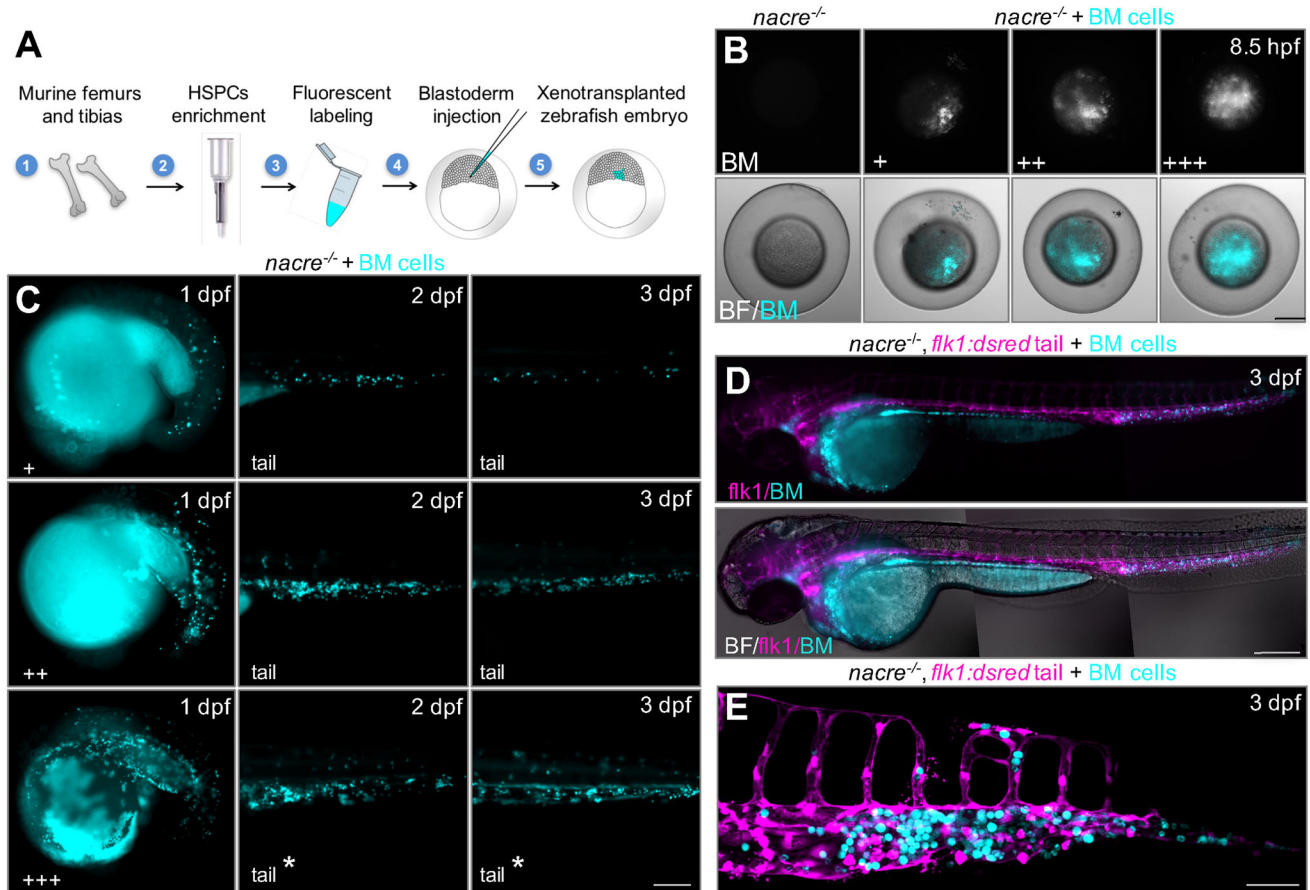 A
Murine femurs
and tibias
HSPCs
enrichment
Fluorescent
labeling
Blastoderm
injection
Xenotransplanted
zebrafish embryo
1
2
3
4
5
nacre-/-
nacre-/- + BM cells
B
8.5 hpf
BM
+
++
+++
BF/BM
nacre-/- + BM cells
C
1 dpf
2 dpf
3 dpf
+
tail
tail
1 dpf
2 dpf
3 dpf
++
tail
tail
1 dpf
2 dpf
3 dpf
+++
tail *
tail *
nacre-/-, flk1:dsred tail + BM cells
D
3 dpf
flk1/BM
BF/flk1/BM
nacre-/-, flk1:dsred tail + BM cells
E
3 dpf